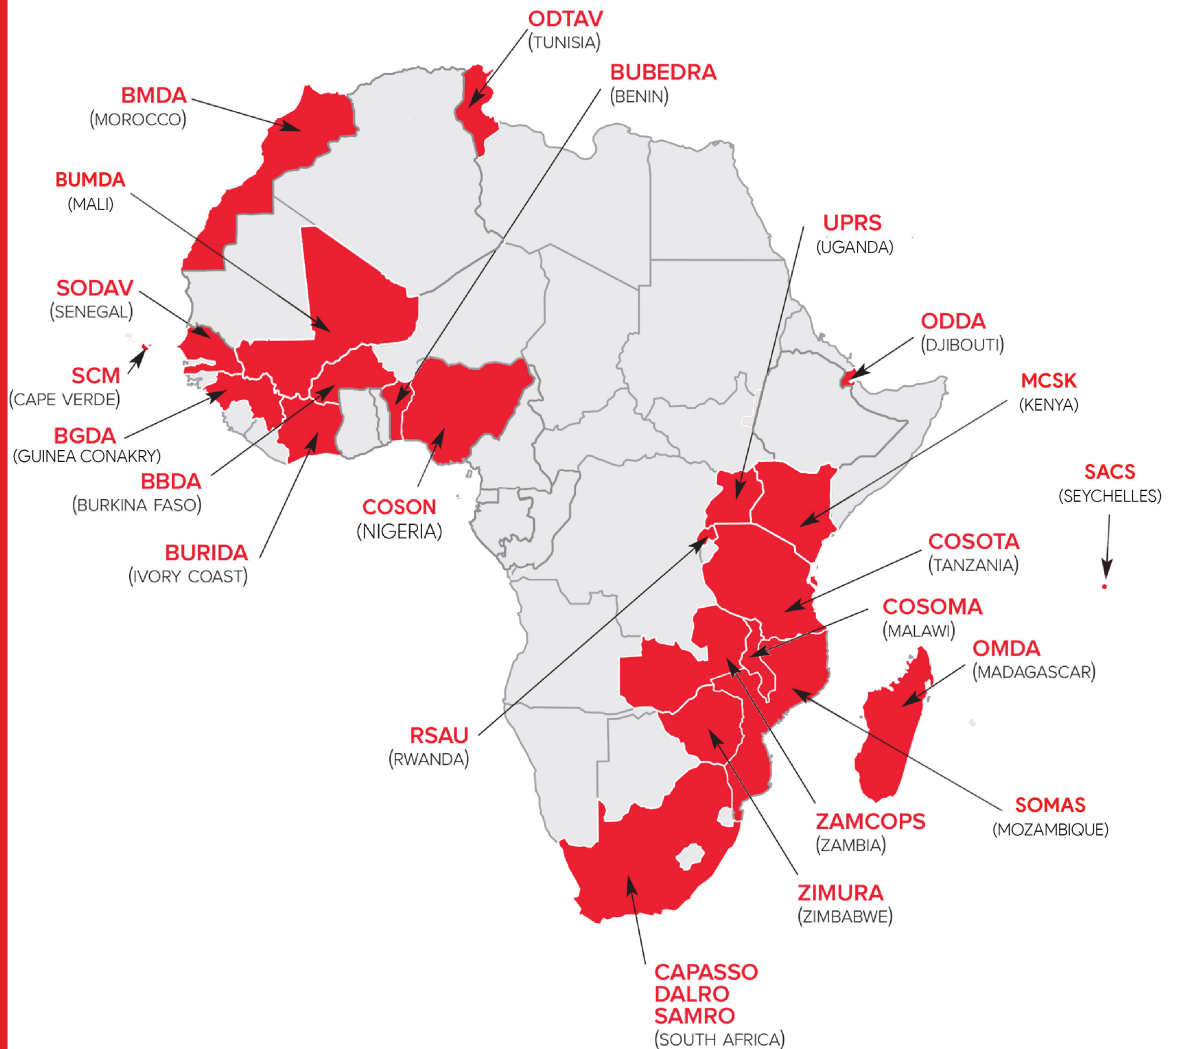 ODTAV
(TUNISIA)
BUBEDRA
(BENIN)
BMDA
(MOROCCO)
BUMDA
(MALI)
UPRS
(UGANDA)
SODAV
(SENEGAL)
ODDA
(DJIBOUTI)
SCM
(CAPE VERDE)
MCSK
(KENYA)
BGDA
(GUINEA CONAKRY)
BBDA
(BURKINA FASO)
SACS
(SEYCHELLES)
COSON
(NIGERIA)
BURIDA
(IVORY COAST)
COSOTA
(TANZANIA)
COSOMA
(MALAWI)
OMDA
(MADAGASCAR)
RSAU
(RWANDA)
SOMAS
(MOZAMBIQUE)
ZAMCOPS
(ZAMBIA)
ZIMURA
(ZIMBABWE)
CAPASSO
DALRO
SAMRO
(SOUTH AFRICA)